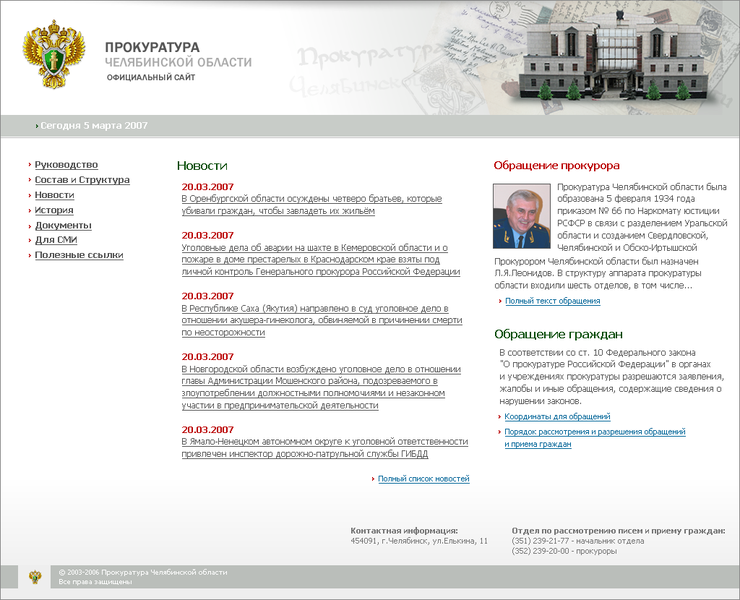 ПРОКУРАТУРА
ЧЕЛЯБИНСКОЙ ОБЛАСТИ
ОФИЦИАЛЬНЫЙ САЙТ
Прокуратура
Челябинск
Сегодня 5 марта 2007
Руководство
Состав и Структура
Новости
История
Документы
Для СМИ
Полезные ссылки
Новости
20.03.2007
В Оренбургской области осуждены четверо братьев, которые
убивали граждан, чтобы завладеть их жильём
20.03.2007
Уголовные дела об аварии на шахте в Кемеровской области и о
пожаре в доме престарелых в Краснодарском крае взяты под
личной контроль Генерального прокурора Российской Федерации
20.03.2007
В Республике Саха (Якутия) направлено в суд уголовное дело в
отношении акушера-гинеколога, обвиняемой в причинении смерти
по неосторожности
20.03.2007
В Новгородской области возбуждено уголовное дело в отношении
главы Администрации Мошенского района, подозреваемого в
злоупотреблении должностными полномочиями и незаконном
участии в предпринимательской деятельности
20.03.2007
В Ямало-Ненецком автономном округе к уголовной ответственности
привлечен инспектор дорожно-патрульной службы ГИБДД
Полный список новостей
Обращение прокурора
Прокуратура Челябинской области была
образована 5 февраля 1934 года
приказом № 66 по Наркомату юстиции
РСФСР в связи с разделением Уральской
области и созданием Свердловской,
Челябинской и Обско-Иртышской
Прокурором Челябинской области был назначен
Л.Я.Леонидов. В структуру аппарата прокуратуры
области входили шесть отделов, в том числе...
Полный текст обращения
Обращение граждан
В соответствии со ст. 10 Федерального закона
"О прокуратуре Российской Федерации" в органах
и учреждениях прокуратуры разрешаются заявления,
жалобы и иные обращения, содержащие сведения о
нарушении законов.
Координаты для обращений
Порядок рассмотрения и разрешения обращений
и приема граждан
Контактная информация:
454091, г.Челябинск, ул.Елькина, 11
Отдел по рассмотрению писем и приему граждан:
(351) 239-21-77 - начальник отдела
(352) 239-20-00 - прокуроры
© 2003-2006 Прокуратура Челябинской области
Все права защищены